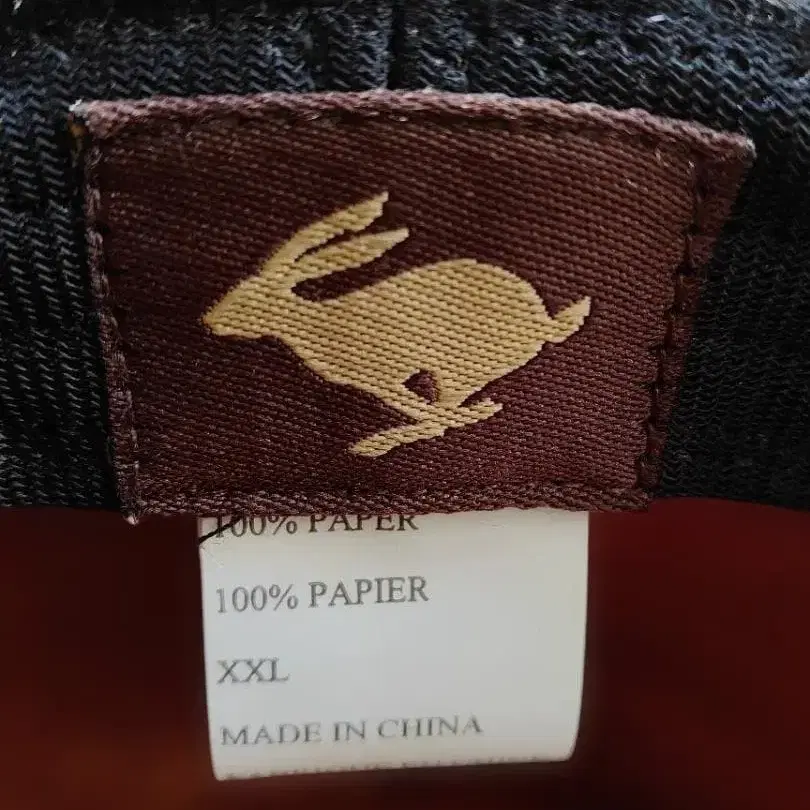 100% PAPER
100% PAPIER
XXL
MADE IN CHINA